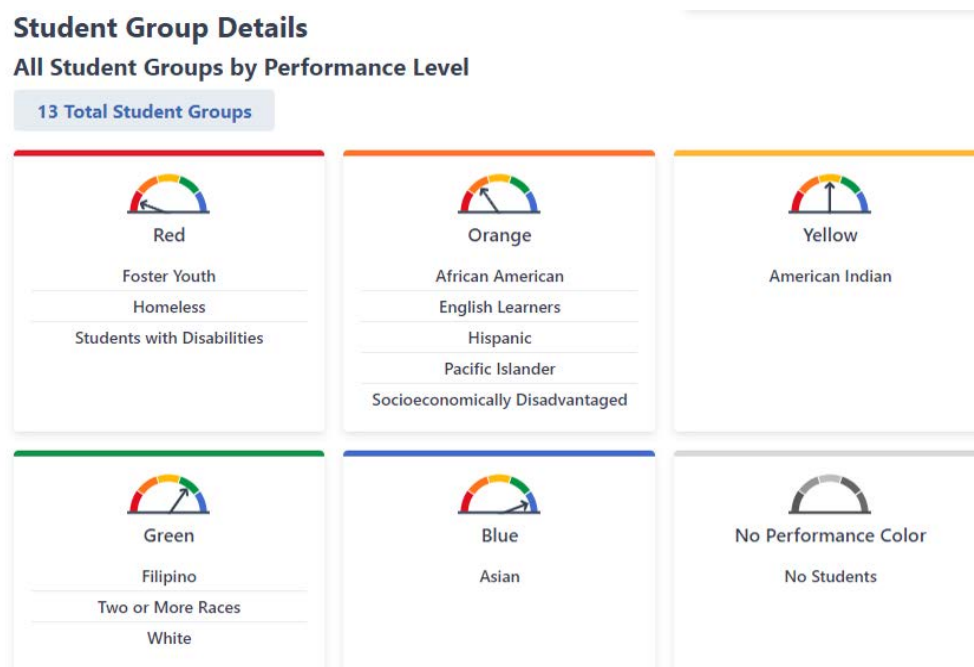 Student Group Details
All Student Groups by Performance Level
13 Total Student Groups
Red
Foster Youth
Homeless
Students with Disabilities
Orange
African American
English Learners
Hispanic
Pacific Islander
Socioeconomically Disadvantaged
Yellow
American Indian
Green
Filipino
Two or More Races
White
Blue
Asian
No Performance Color
No Students